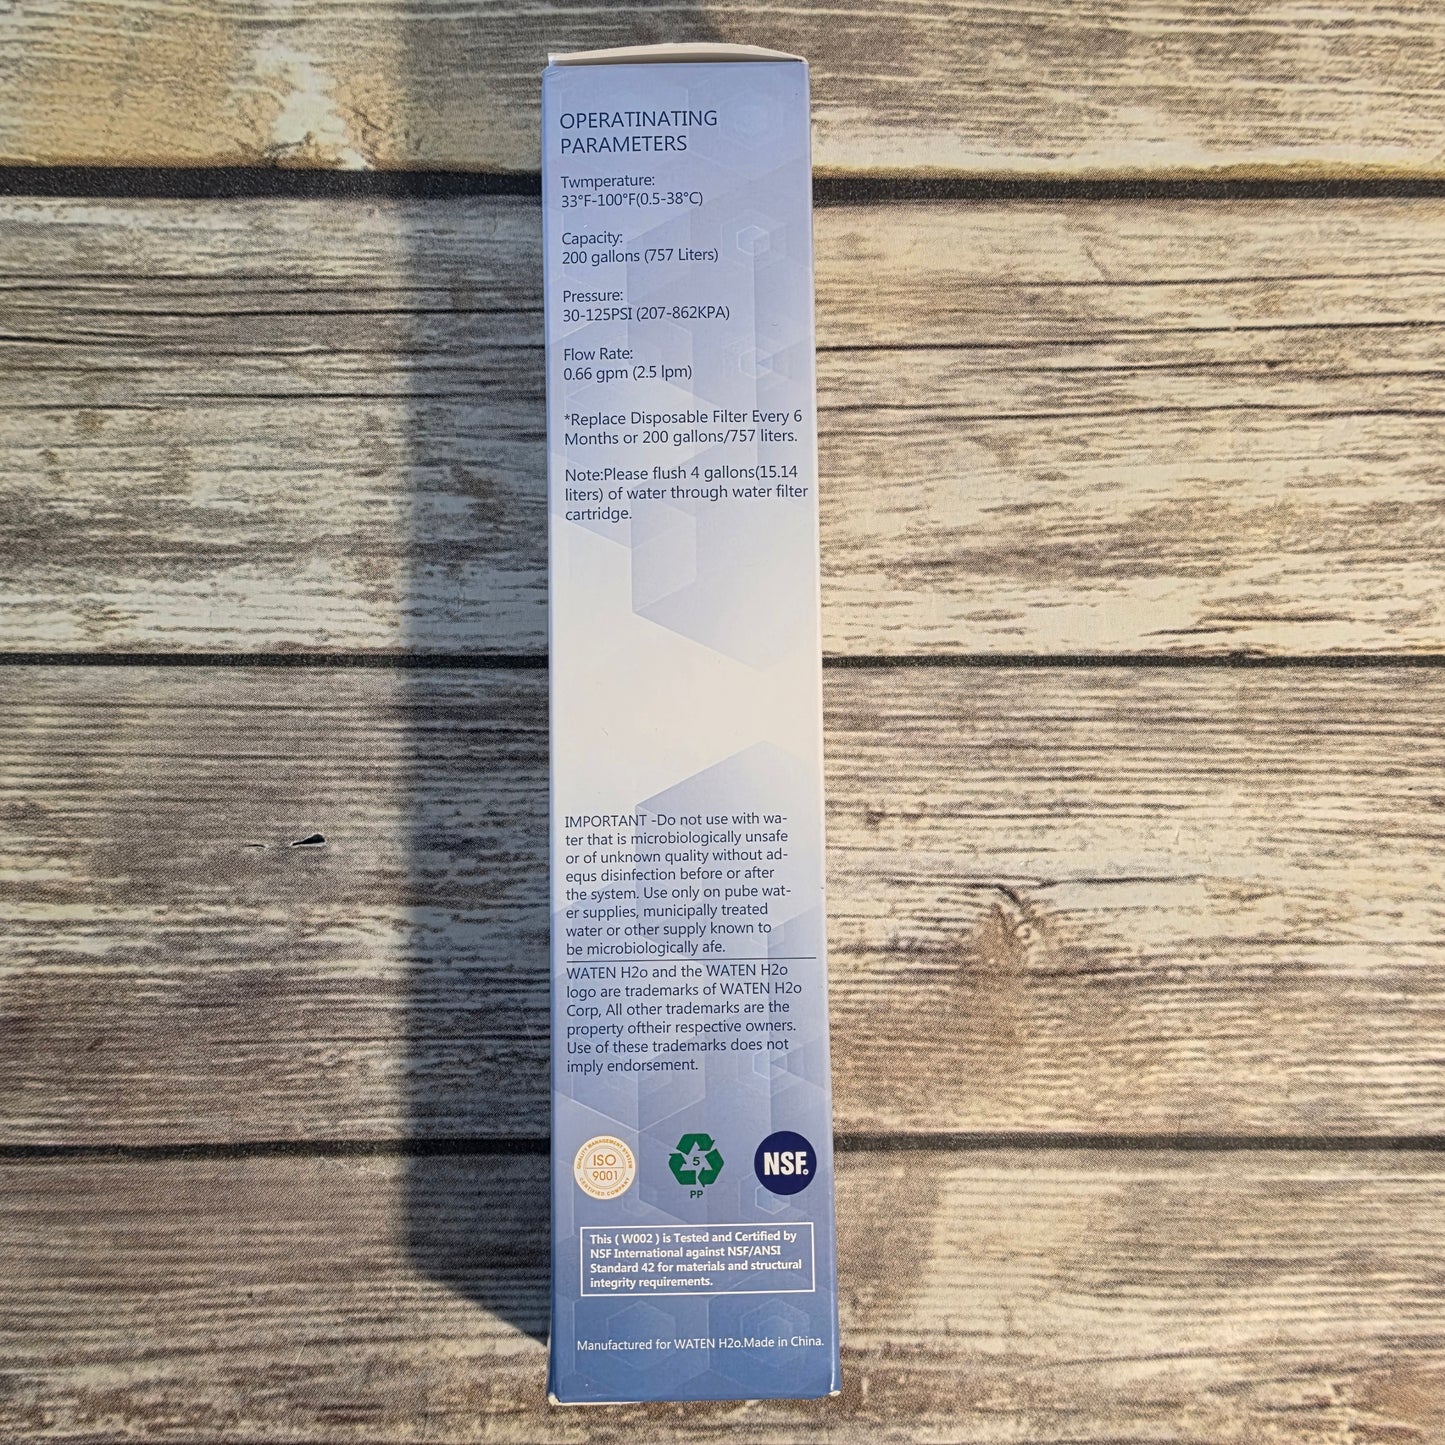 OPERATINATING
PARAMETERS
Twmperature:
33°F-100°F(0.5-38°C)
Capacity:
200 gallons (757 Liters)
Pressure:
30-125PSI (207-862KPA)
Flow Rate:
0.66 gpm (2.5 lpm)
*Replace Disposable Filter Every 6
Months or 200 gallons/757 liters.
Note:Please flush 4 gallons(15.14
liters) of water through water filter
cartridge.
IMPORTANT -Do not use with wa-
ter that is microbiologically unsafe
or of unknown quality without ad-
equs disinfection before or after
the system. Use only on pube wat-
er supplies, municipally treated
water or other supply known to
be microbiologically afe.
WATEN H2o and the WATEN H2o
logo are trademarks of WATEN H2o
Corp, All other trademarks are the
property oftheir respective owners.
Use of these trademarks does not
imply endorsement.
QUALITY MANAGEMENT SYSTEM
ISO
9001
CERTIFIED COMPANY
5
PP
NSF®
This ( W002 ) is Tested and Certified by
NSF International against NSF/ANSI
Standard 42 for materials and structural
integrity requirements.
Manufactured for WATEN H2o.Made in China.